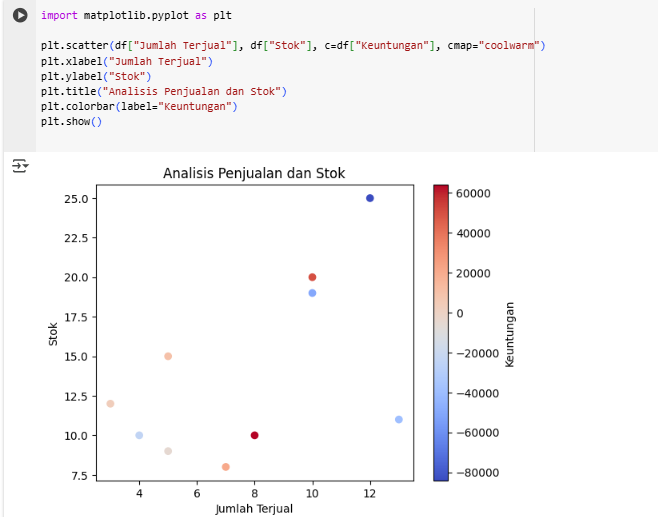 import matplotlib.pyplot as plt
plt.scatter(df["Jumlah Terjual"], df["Stok"], c=df["Keuntungan"], cmap="coolwarm")
plt.xlabel("Jumlah Terjual")
plt.ylabel("Stok")
plt.title("Analisis Penjualan dan Stok")
plt.colorbar(label="Keuntungan")
plt.show()
Analisis Penjualan dan Stok
25.0
22.5
20.0
17.5
15.0
12.5
10.0
7.5
Stok
4 6 8 10 12
Jumlah Terjual
60000
40000
20000
0
−20000
−40000
−60000
−80000
Keuntungan